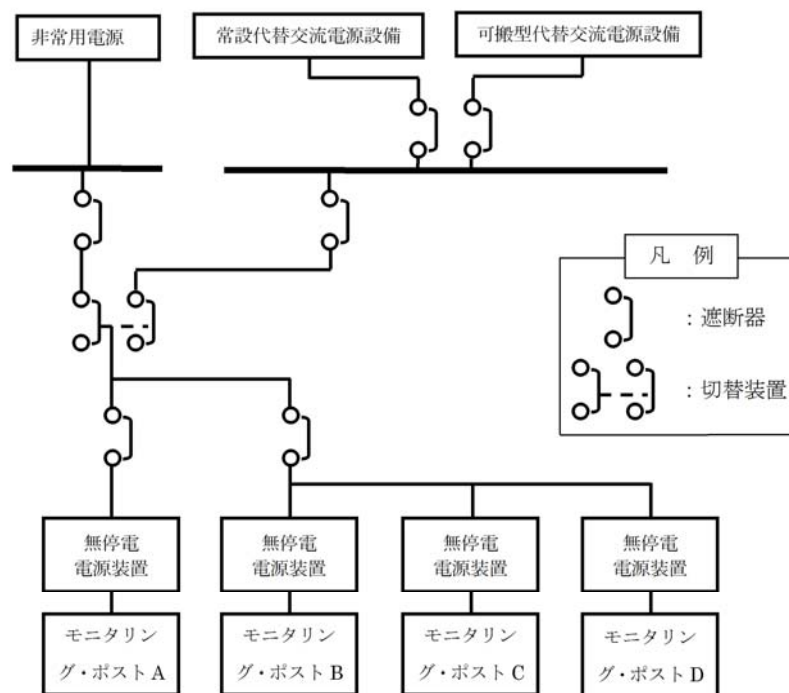 非常用電源
常設代替交流電源設備
可搬型代替交流電源設備
凡 例
：遮断器
：切替装置
無停電
電源装置
無停電
電源装置
無停電
電源装置
無停電
電源装置
モニタリン
グ・ポスト A
モニタリン
グ・ポスト B
モニタリン
グ・ポスト C
モニタリン
グ・ポスト D